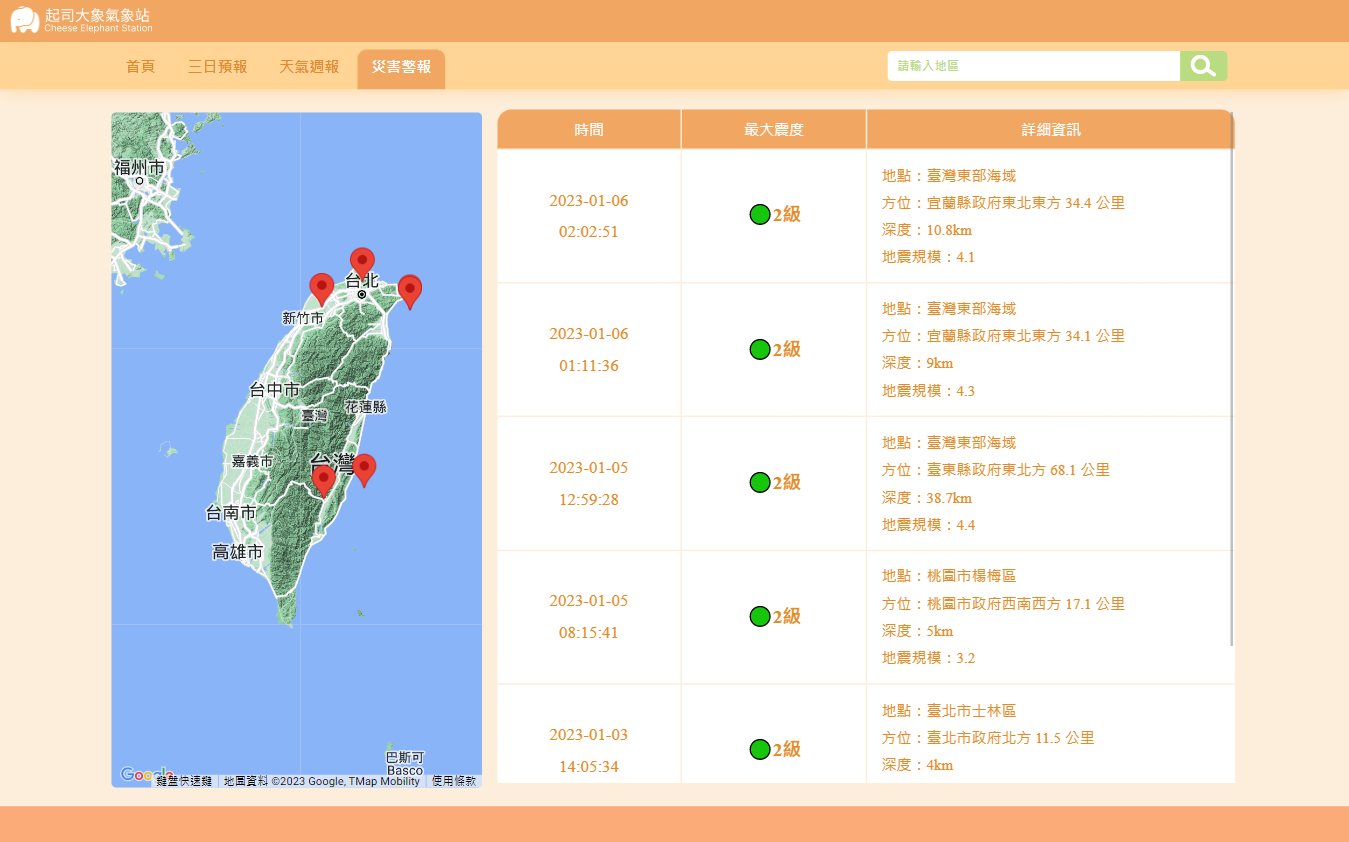 起司大象氣象站
Cheese Elephant Station
首頁
三日預報
天氣週報
災害警報
請輸入地區
福州市
台北
新竹市
台中市
臺灣
花蓮縣
嘉義市
台灣
台南市
高雄市
巴斯可
Basco
Google
鍵盤快速鍵
地圖資料 ©2023 Google, TMap Mobility
使用條款
時間
最大震度
詳細資訊
2023-01-06
02:02:51
2級
地點：臺灣東部海域
方位：宜蘭縣政府東北東方 34.4 公里
深度：10.8km
地震規模：4.1
2023-01-06
01:11:36
2級
地點：臺灣東部海域
方位：宜蘭縣政府東北東方 34.1 公里
深度：9km
地震規模：4.3
2023-01-05
12:59:28
2級
地點：臺灣東部海域
方位：臺東縣政府東北方 68.1 公里
深度：38.7km
地震規模：4.4
2023-01-05
08:15:41
2級
地點：桃園市楊梅區
方位：桃園市政府西南西方 17.1 公里
深度：5km
地震規模：3.2
2023-01-03
14:05:34
2級
地點：臺北市士林區
方位：臺北市政府北方 11.5 公里
深度：4km